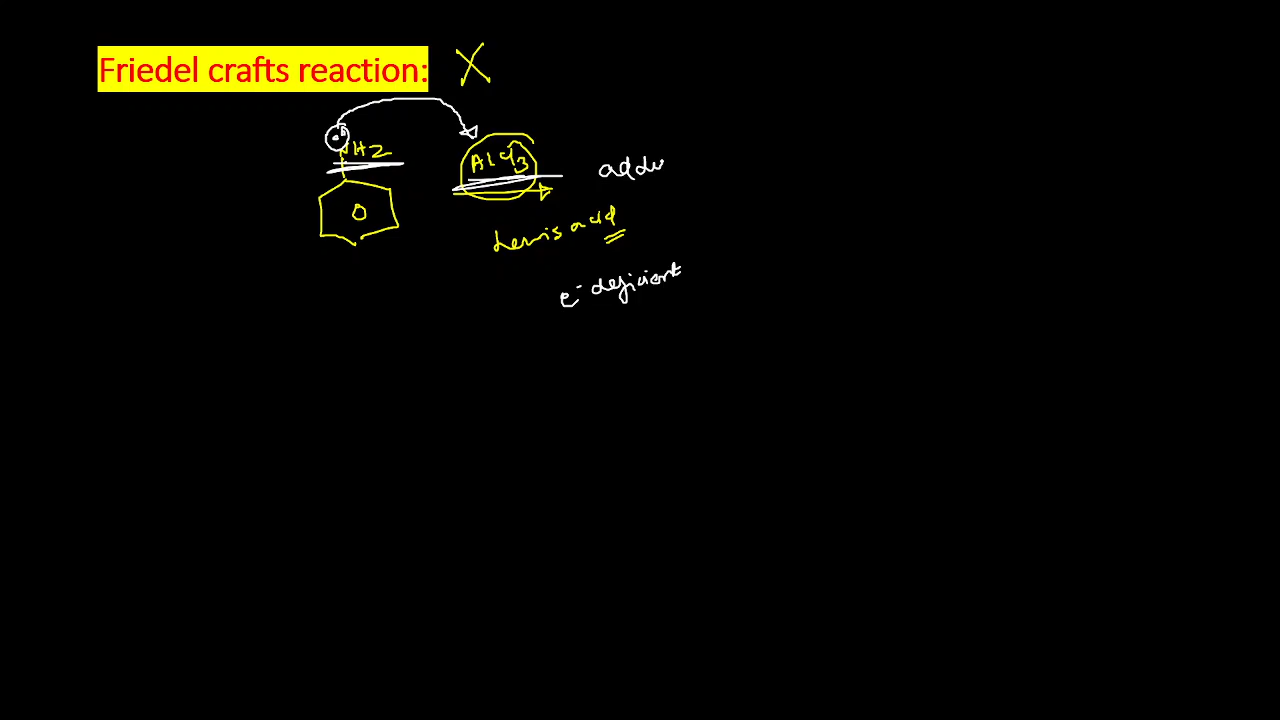 Friedel crafts reaction: X
NH2 AlCl3 addu
Lewis acid
e- deficient